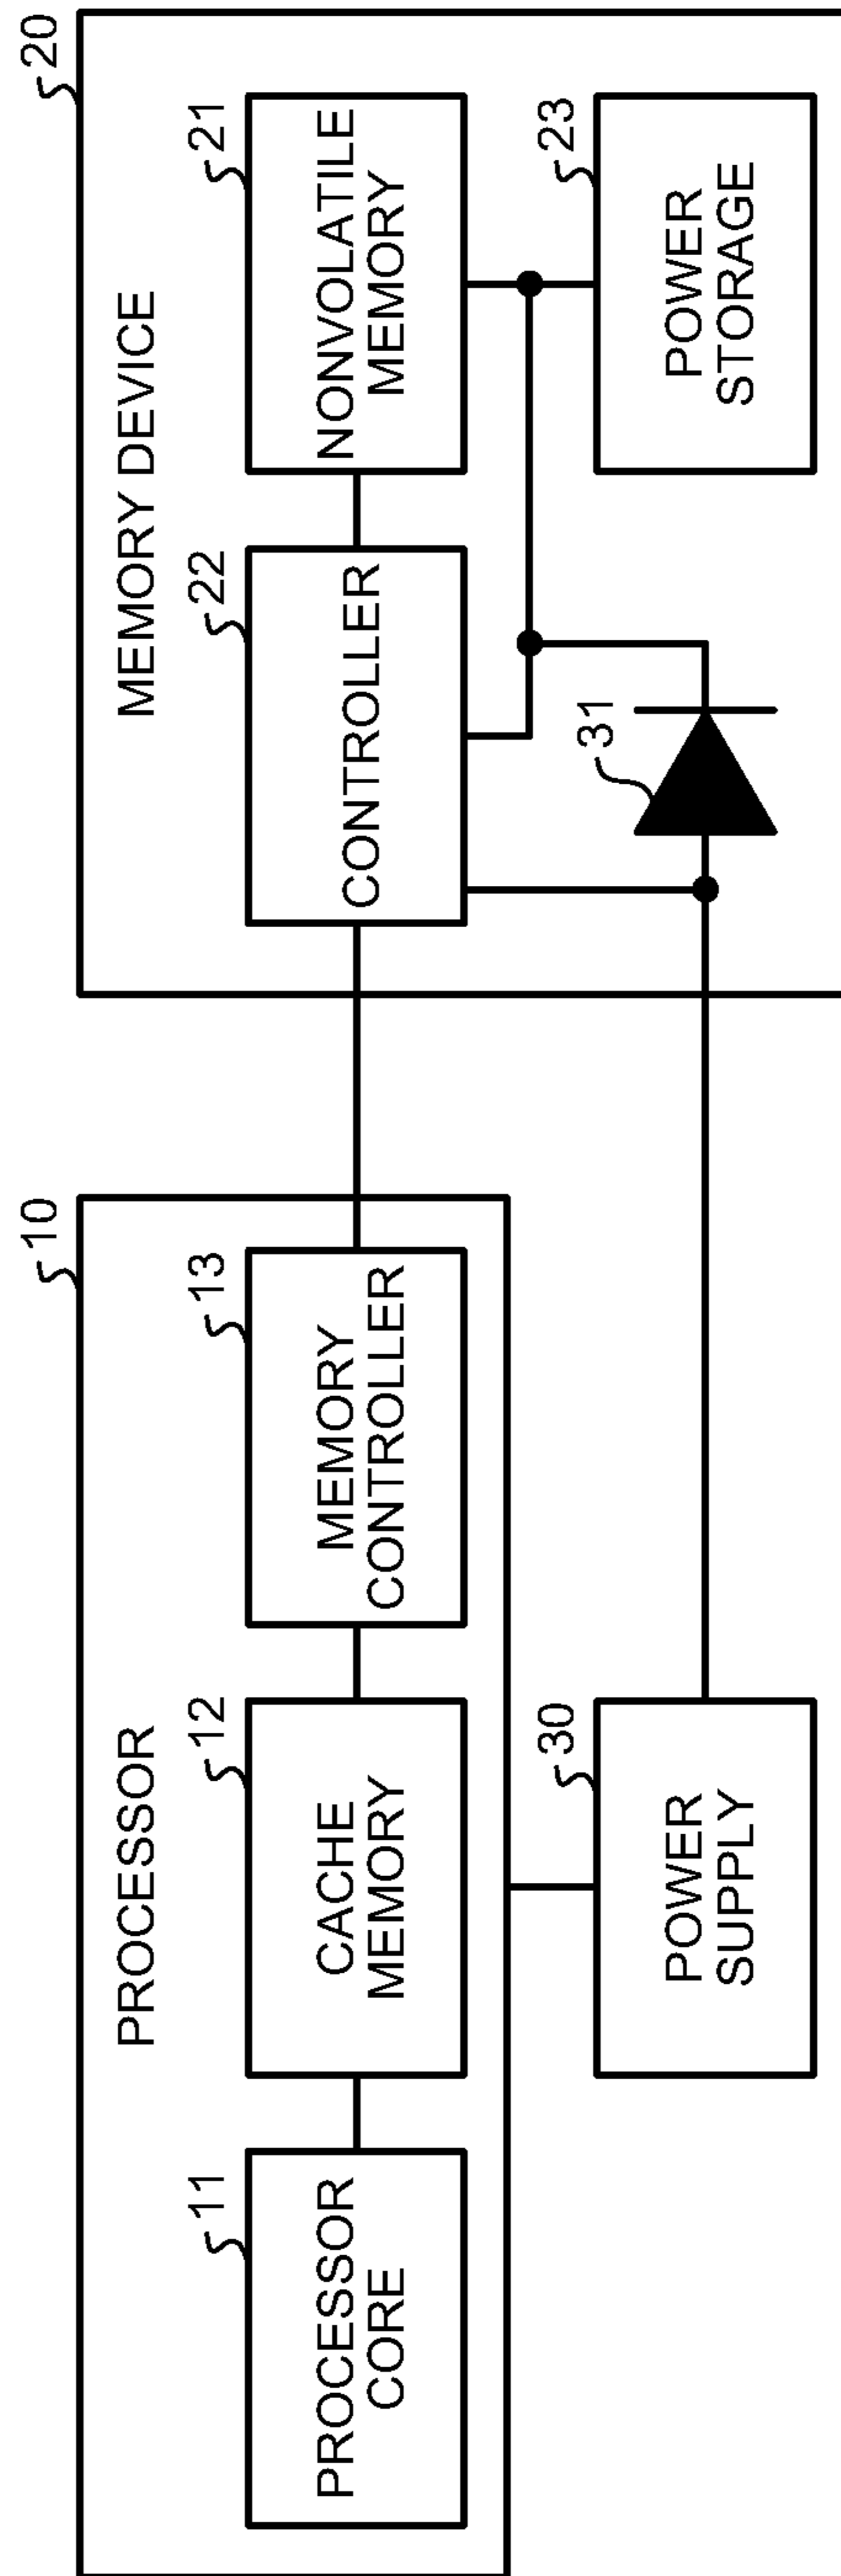 10
PROCESSOR
11
PROCESSOR
CORE
12
CACHE
MEMORY
13
MEMORY
CONTROLLER
30
POWER
SUPPLY
20
MEMORY DEVICE
22
CONTROLLER
21
NONVOLATILE
MEMORY
31
23
POWER
STORAGE